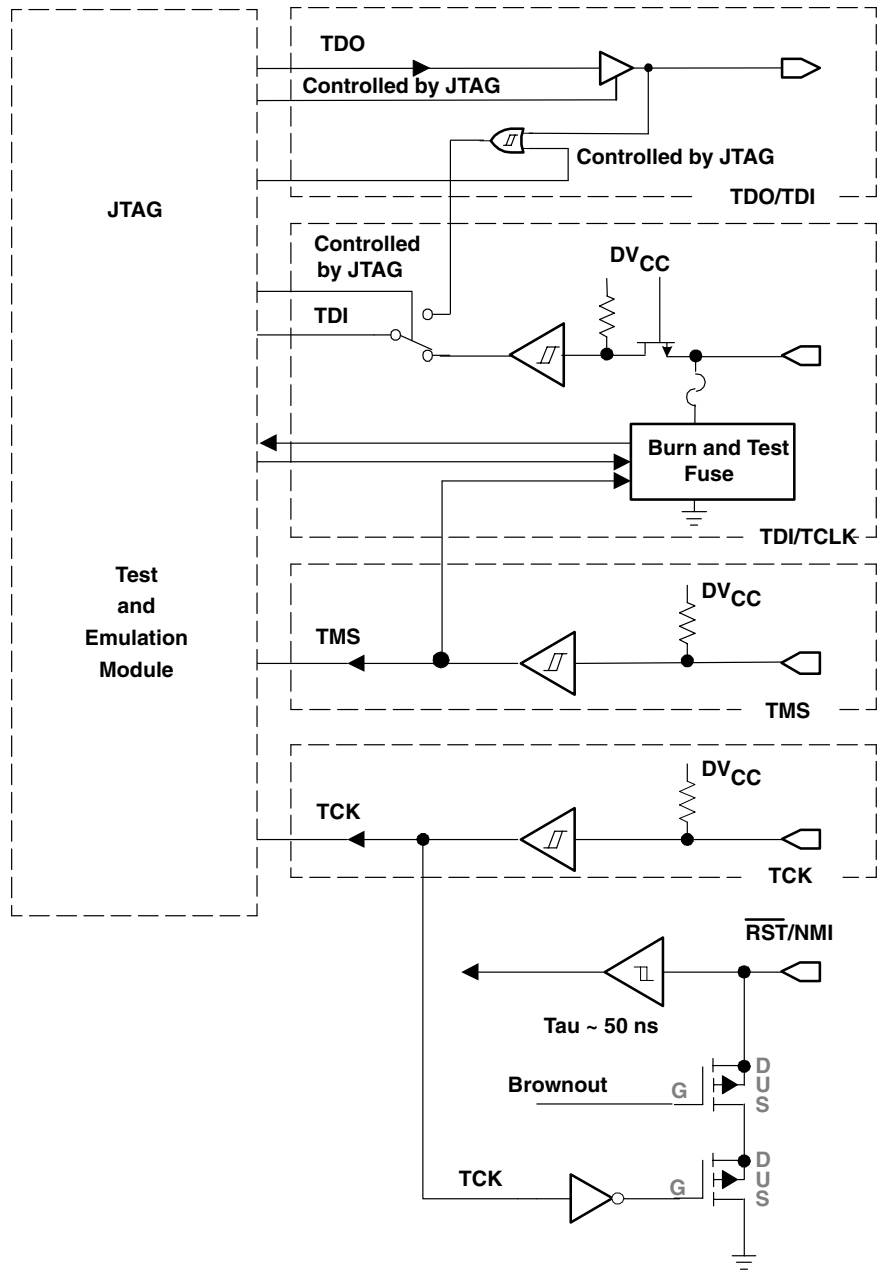 JTAG
Test
and
Emulation
Module
TDO
Controlled by JTAG
Controlled by JTAG
TDO/TDI
Controlled
by JTAG
TDI
DVCC
Burn and Test
Fuse
TDI/TCLK
TMS
DVCC
TMS
TCK
DVCC
TCK
RST/NMI
Tau ~ 50 ns
Brownout
G
D
U
S
TCK
G
D
U
S